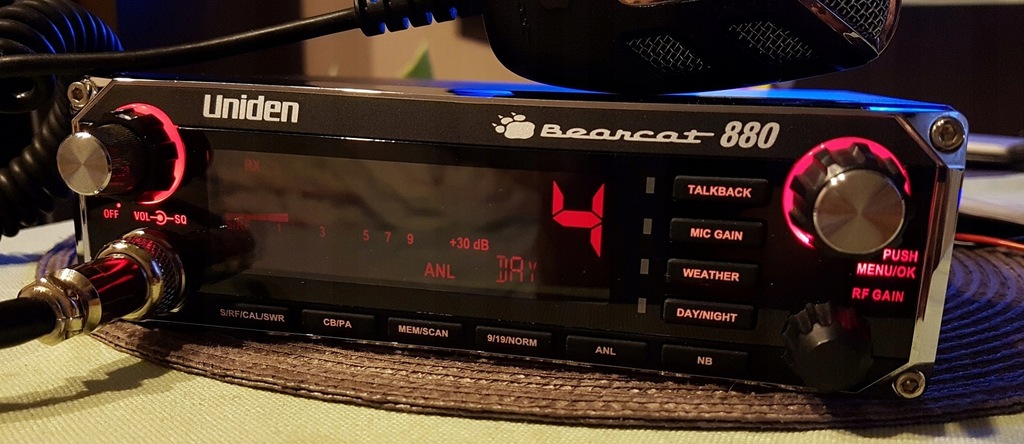 Uniden
Bearcat 880
RX
4
TALKBACK
MIC GAIN
WEATHER
DAY/NIGHT
OFF VOL SQ
1 3 5 7 9 +30 dB
ANL DAY
PUSH
MENU/OK
RF GAIN
S/RF/CAL/SWR
CB/PA
MEM/SCAN
9/19/NORM
ANL
NB